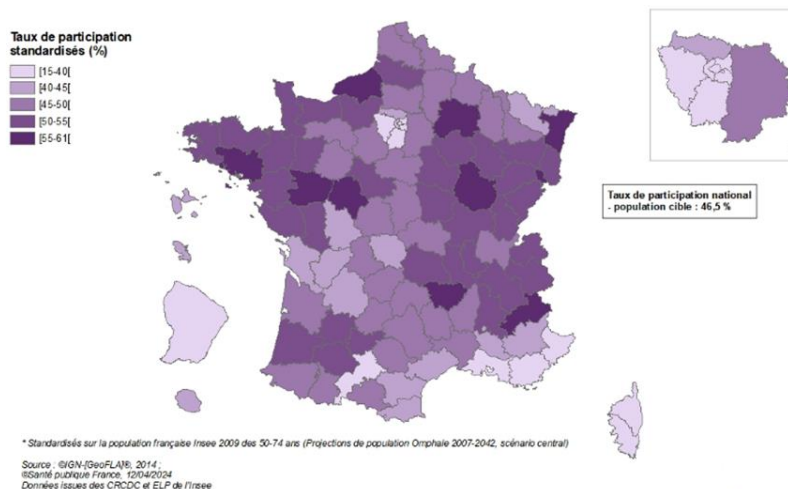 Taux de participation
standardisés (%)
[15-40[
[40-45[
[45-50[
[50-55[
[55-61[
Taux de participation national
- population cible : 46,5 %
* Standardisés sur la population française Insee 2009 des 50-74 ans (Projections de population Omphale 2007-2042, scénario central)
Source : ©IGN-[GeoFLA]®, 2014 ;
©Santé publique France, 12/04/2024
Données issues des CRCDC et ELP de l'Insee